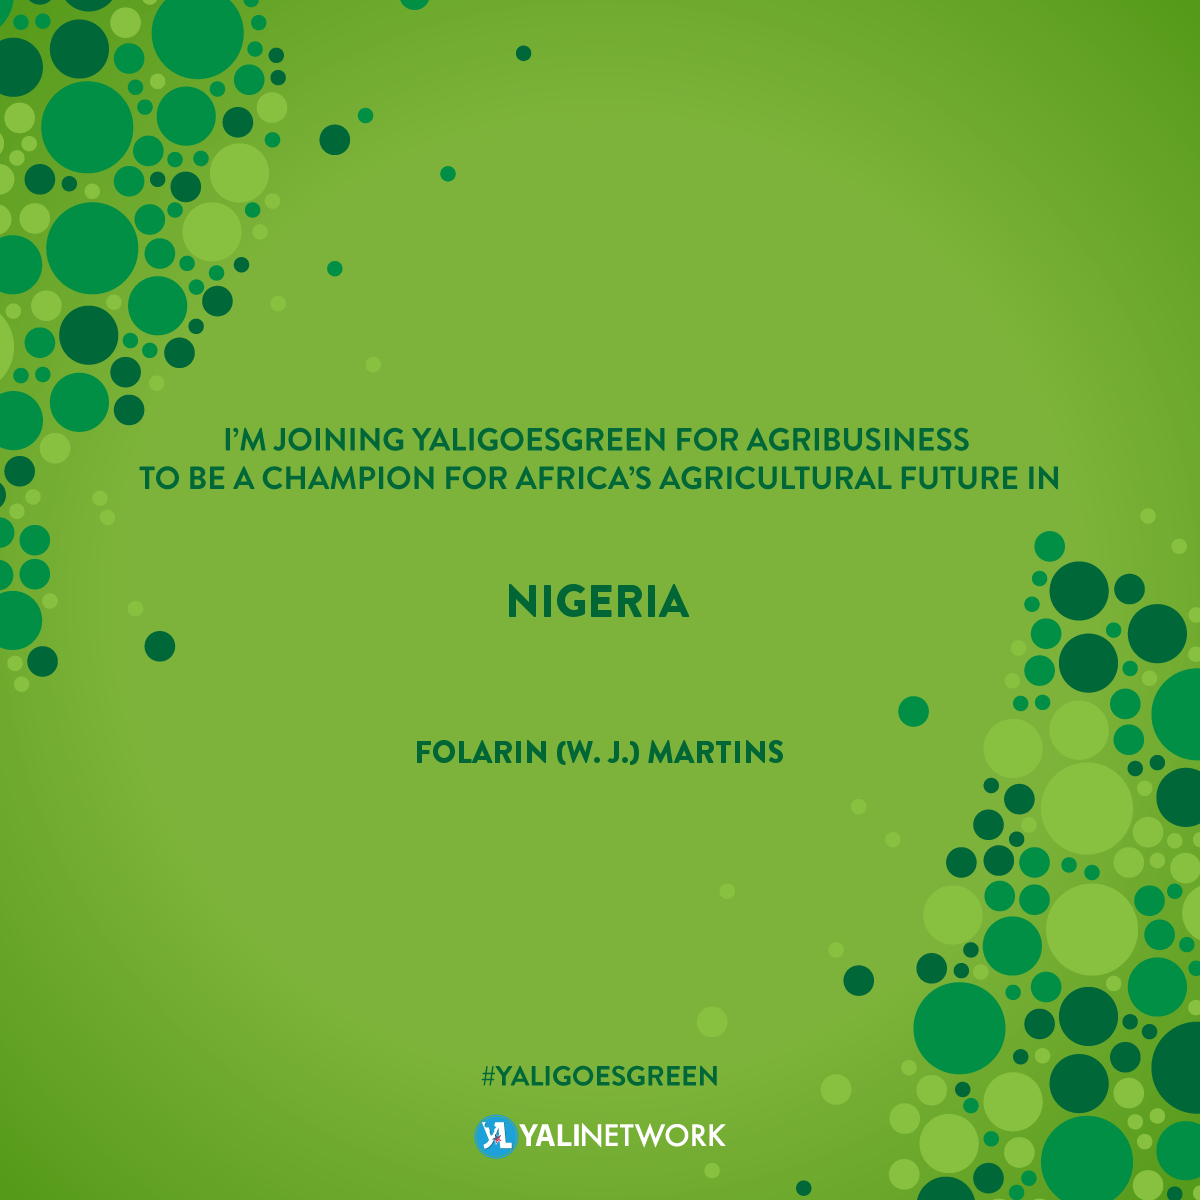 I’M JOINING YALIGOESGREEN FOR AGRIBUSINESS
TO BE A CHAMPION FOR AFRICA’S AGRICULTURAL FUTURE IN
NIGERIA
FOLARIN (W. J.) MARTINS
#YALIGOESGREEN
YALINETWORK